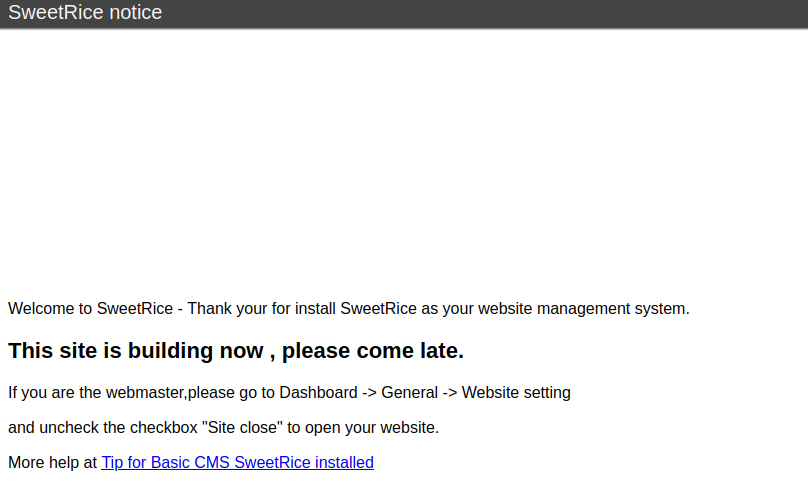 SweetRice notice
Welcome to SweetRice - Thank your for install SweetRice as your website management system.
This site is building now , please come late.
If you are the webmaster,please go to Dashboard -> General -> Website setting
and uncheck the checkbox "Site close" to open your website.
More help at Tip for Basic CMS SweetRice installed